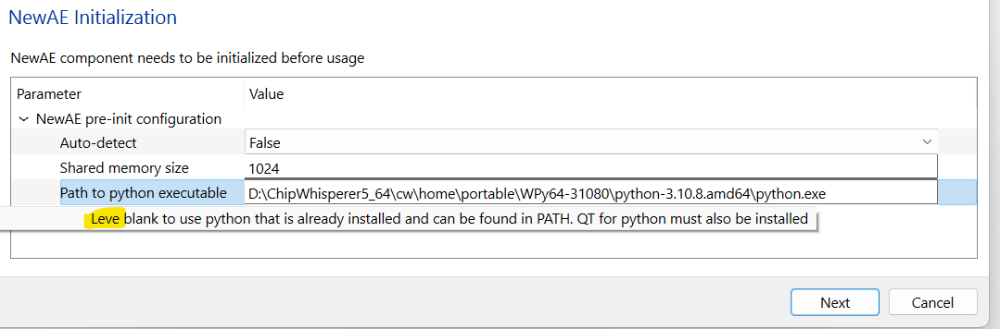 NewAE Initialization
NewAE component needs to be initialized before usage
Parameter Value
NewAE pre-init configuration
Auto-detect False
Shared memory size 1024
Path to python executable D:\ChipWhisperer5_64\cw\home\portable\WPy64-31080\python-3.10.8.amd64\python.exe
Leve blank to use python that is already installed and can be found in PATH. QT for python must also be installed
Next Cancel